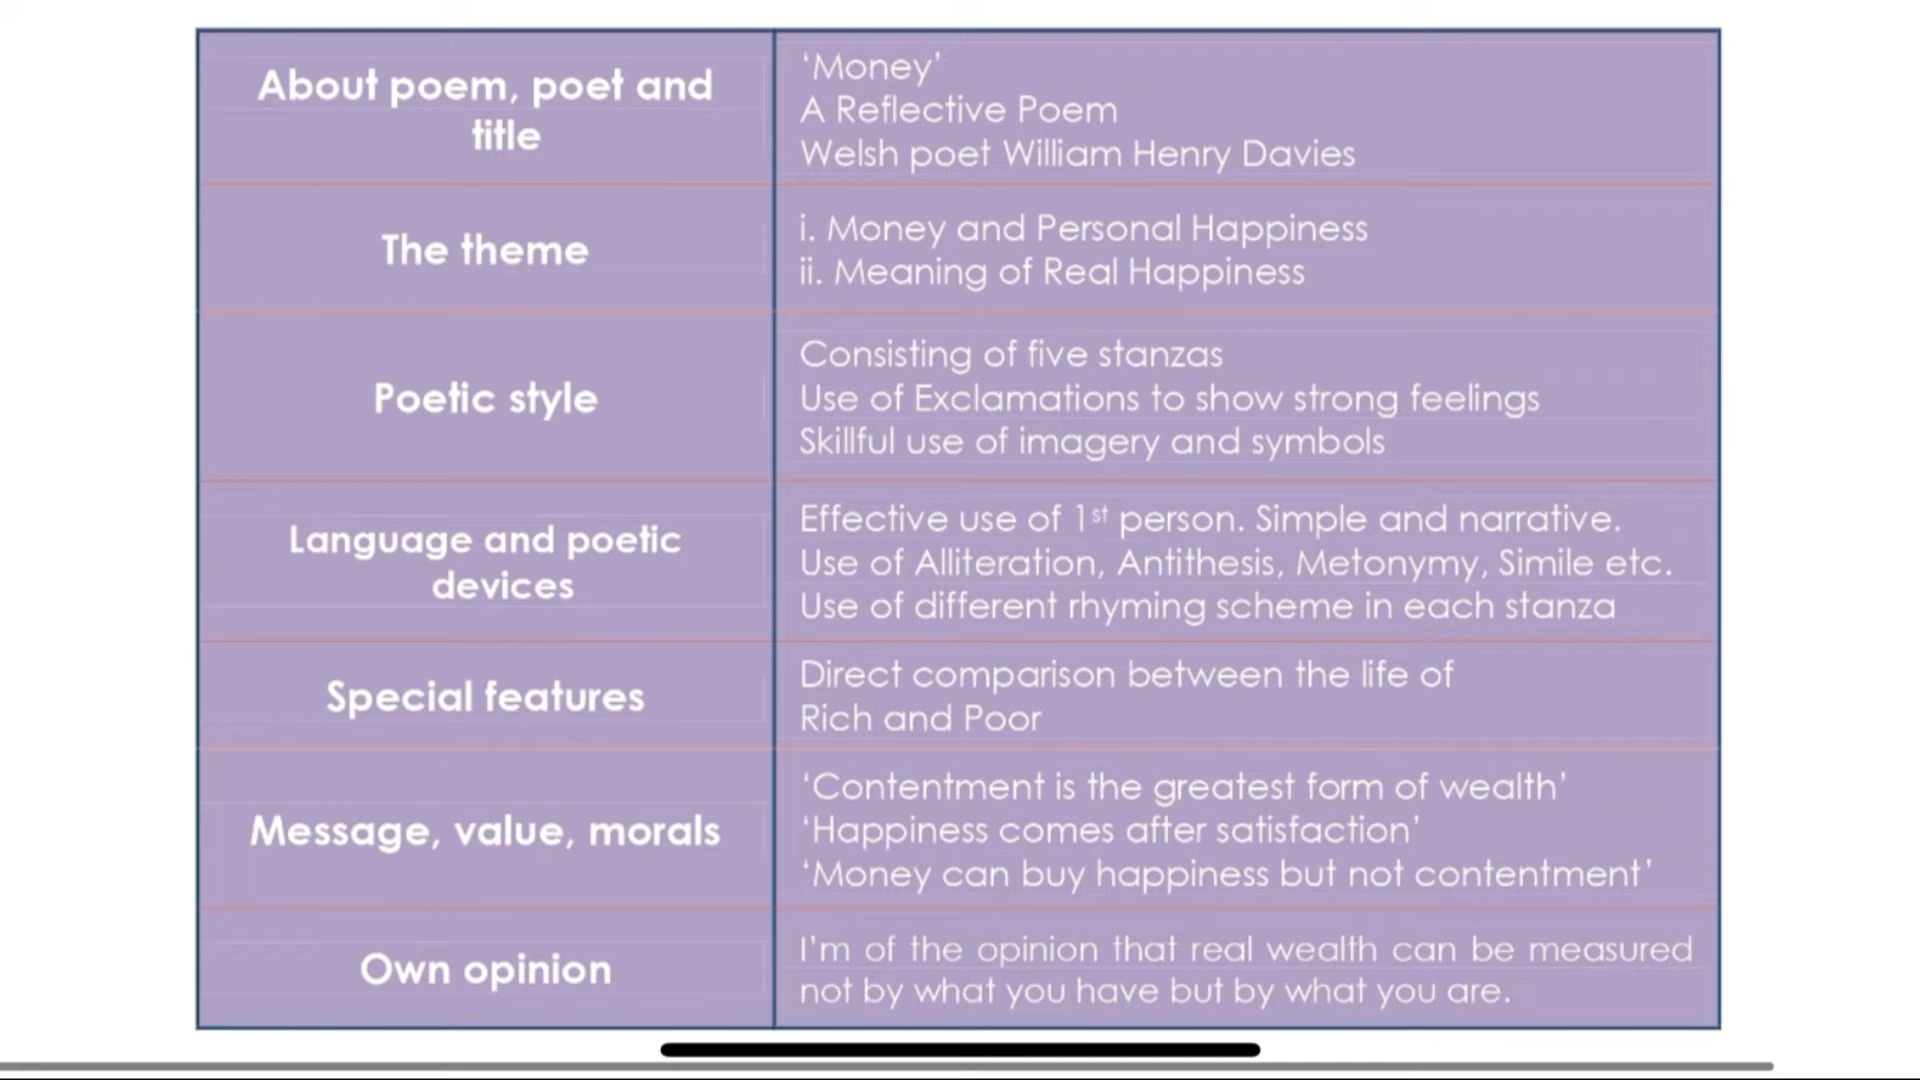 About poem, poet and
title
‘Money’
A Reflective Poem
Welsh poet William Henry Davies
The theme
i. Money and Personal Happiness
ii. Meaning of Real Happiness
Poetic style
Consisting of five stanzas
Use of Exclamations to show strong feelings
Skillful use of imagery and symbols
Language and poetic
devices
Effective use of 1st person. Simple and narrative.
Use of Alliteration, Antithesis, Metonymy, Simile etc.
Use of different rhyming scheme in each stanza
Special features
Direct comparison between the life of
Rich and Poor
Message, value, morals
‘Contentment is the greatest form of wealth’
‘Happiness comes after satisfaction’
‘Money can buy happiness but not contentment’
Own opinion
I’m of the opinion that real wealth can be measured
not by what you have but by what you are.